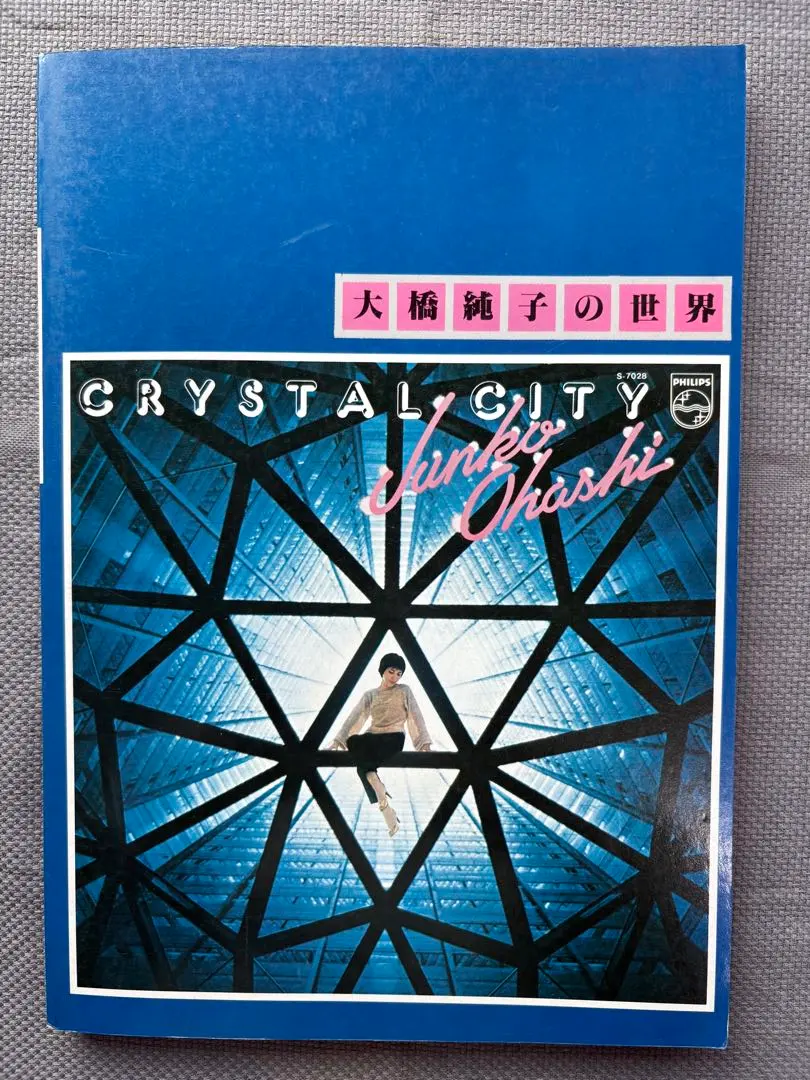 大橋純子の世界
S-7028
CRYSTAL CITY
PHILIPS
Junko
Ohashi